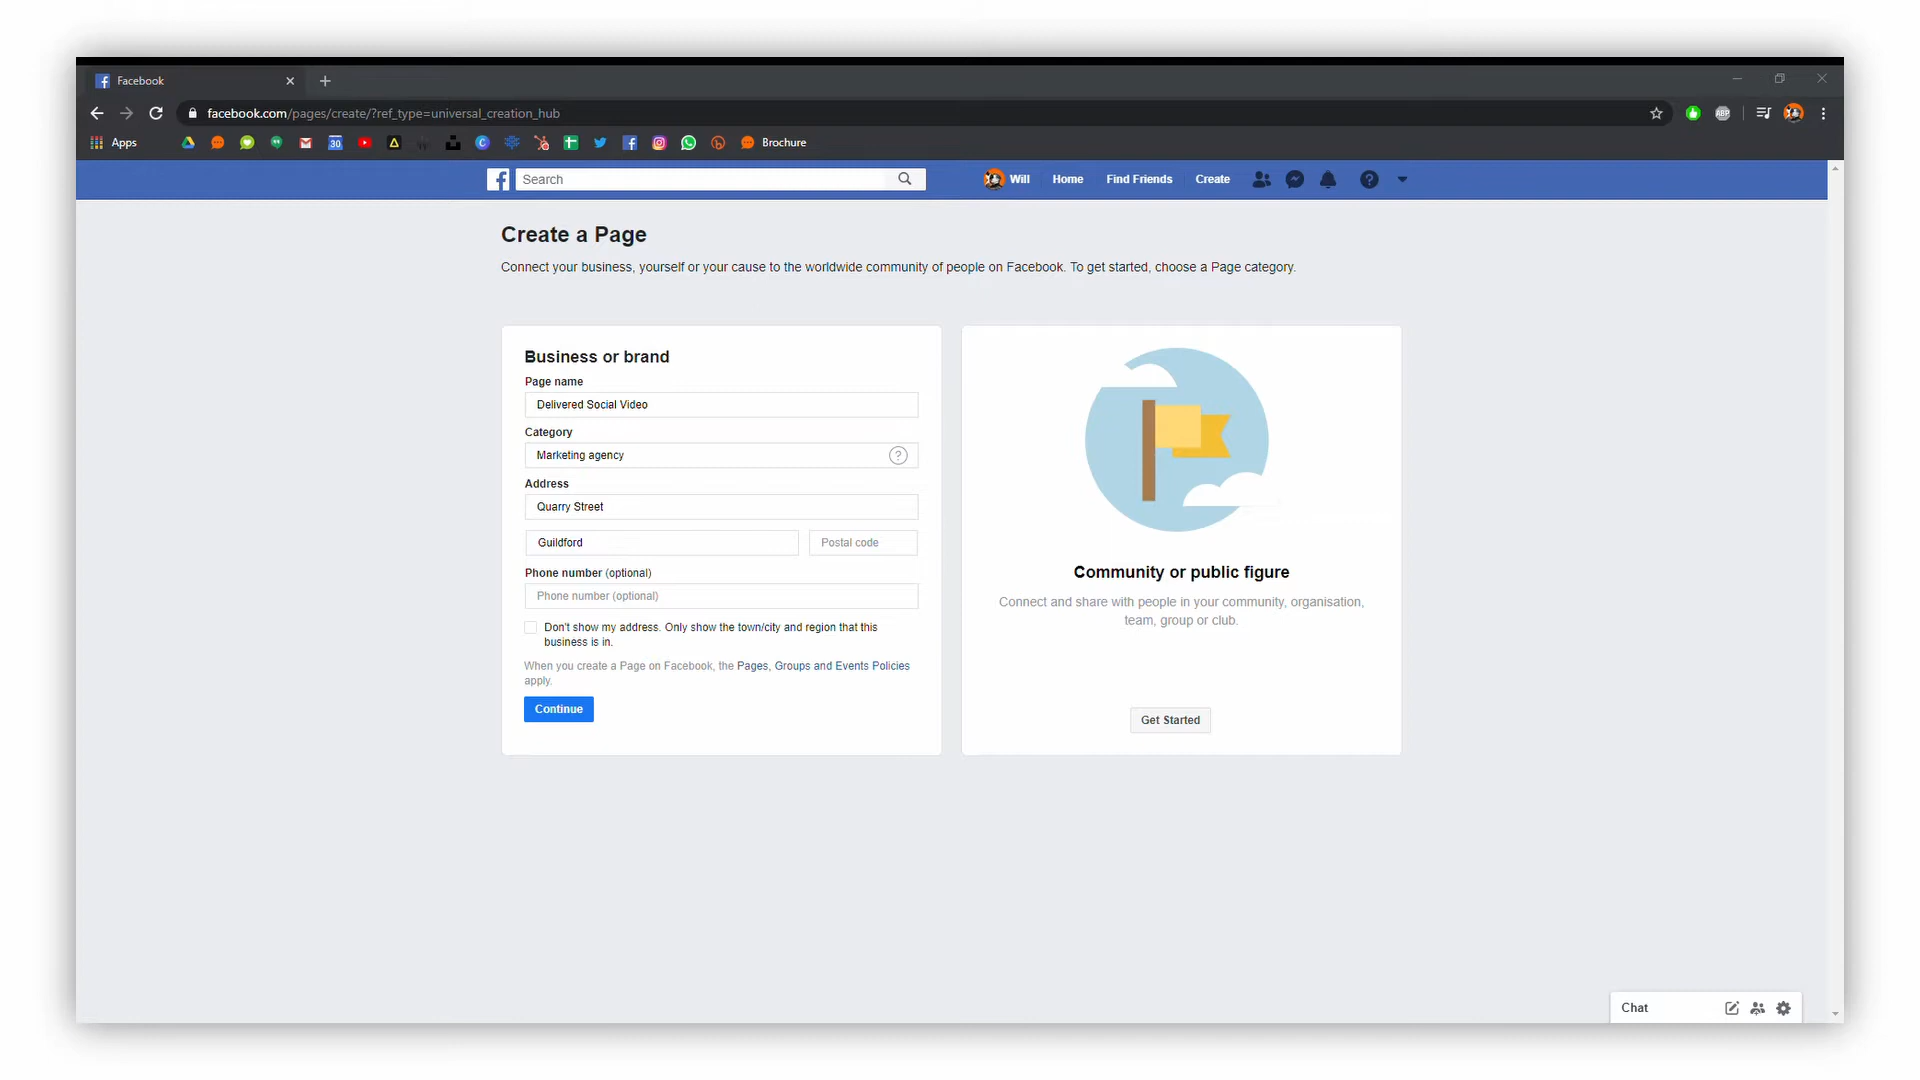 Facebook
facebook.com/pages/create/?ref_type=universal_creation_hub
ABP
Apps
30
Brochure
Search
Will
Home
Find Friends
Create
Create a Page
Connect your business, yourself or your cause to the worldwide community of people on Facebook. To get started, choose a Page category.
Business or brand
Page name
Delivered Social Video
Category
Marketing agency
?
Address
Quarry Street
Guildford
Postal code
Phone number (optional)
Phone number (optional)
Don't show my address. Only show the town/city and region that this
business is in.
When you create a Page on Facebook, the Pages, Groups and Events Policies
apply.
Continue
Community or public figure
Connect and share with people in your community, organisation,
team, group or club.
Get Started
Chat